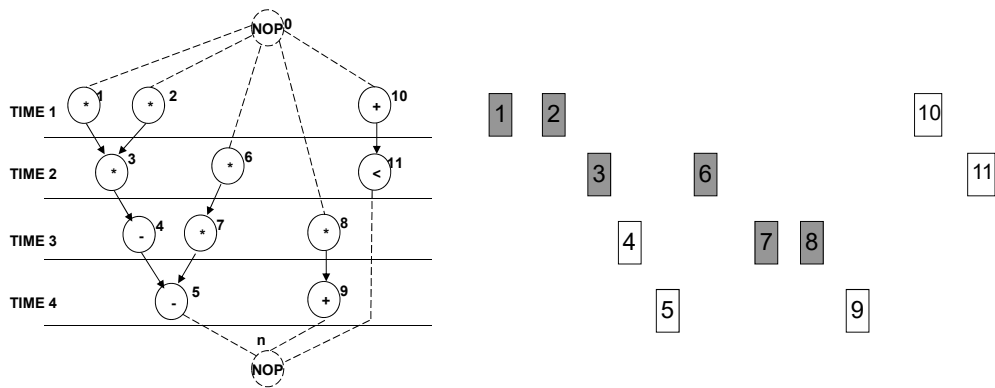 NOP 0
1 2 10
TIME 1 * * +
1 2 10
3 6 11
TIME 2 * * <
3 6 11
4 7 8
TIME 3 - * *
4 7 8
5 9
TIME 4 - +
5 9
n
NOP